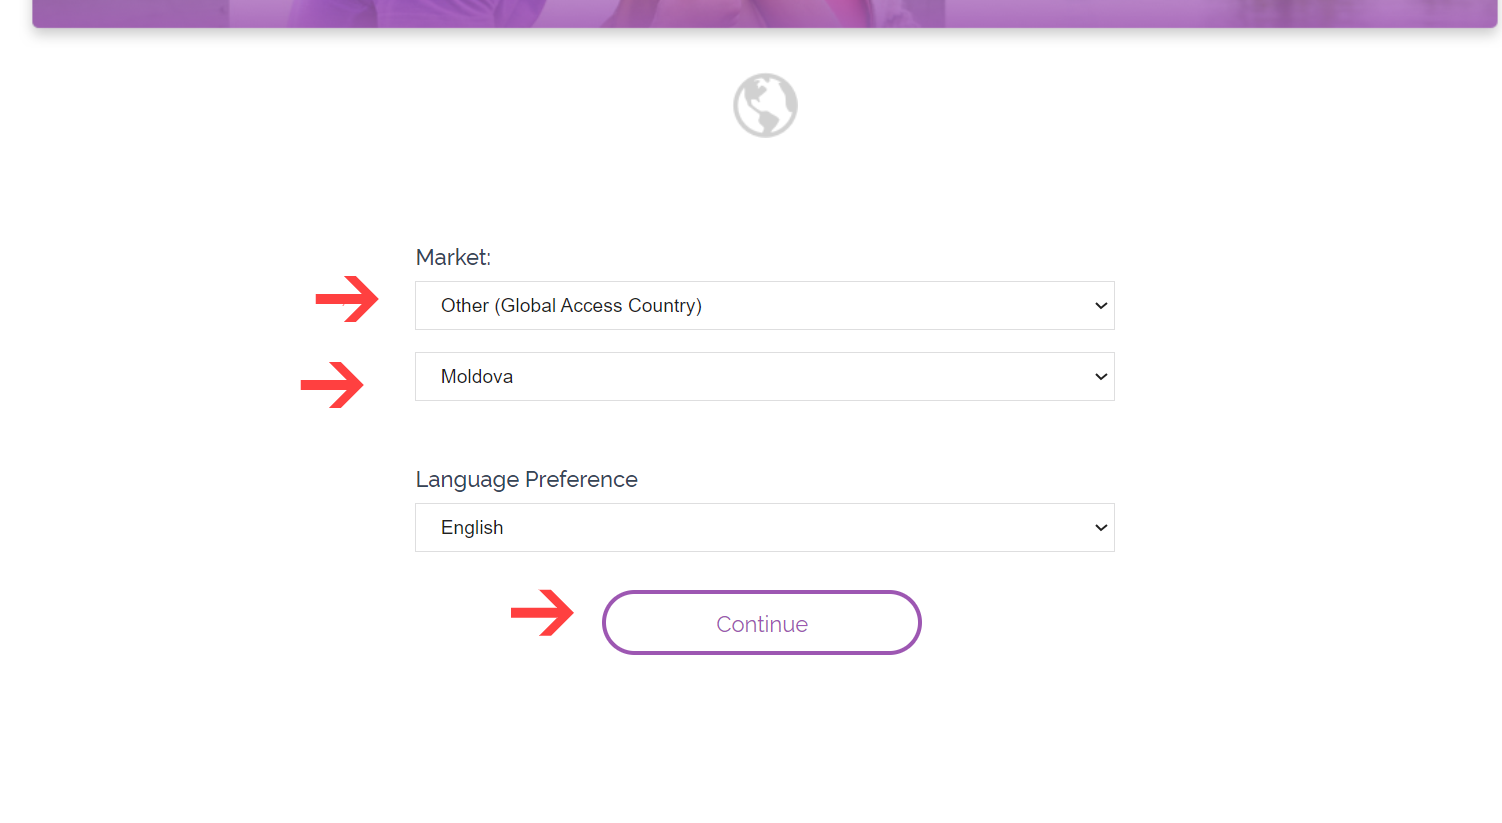 Market:
Other (Global Access Country)
Moldova
Language Preference
English
Continue